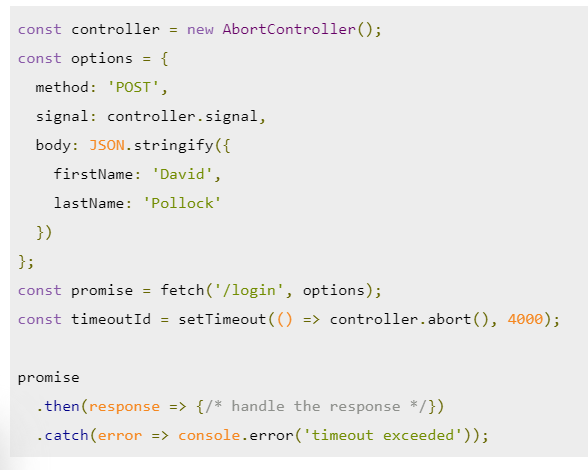 const controller = new AbortController();
const options = {
  method: 'POST',
  signal: controller.signal,
  body: JSON.stringify({
    firstName: 'David',
    lastName: 'Pollock'
  })
};
const promise = fetch('/login', options);
const timeoutId = setTimeout(() => controller.abort(), 4000);

promise
  .then(response => {/* handle the response */})
  .catch(error => console.error('timeout exceeded'));